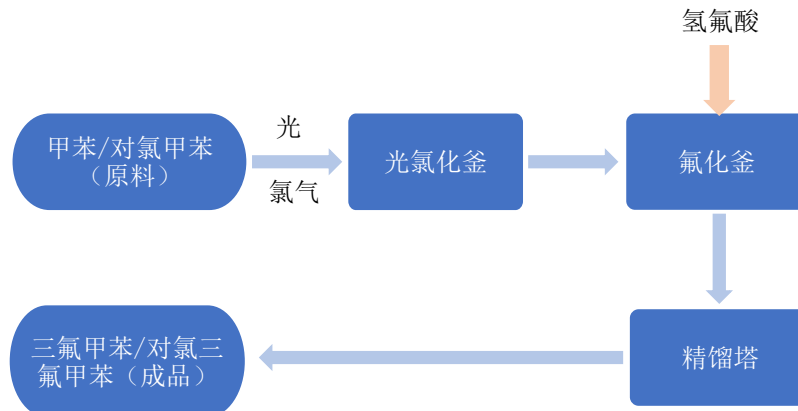 氢氟酸
甲苯/对氯甲苯
（原料）
光
氯气
光氯化釜
氟化釜
三氟甲苯/对氯三
氟甲苯（成品）
精馏塔